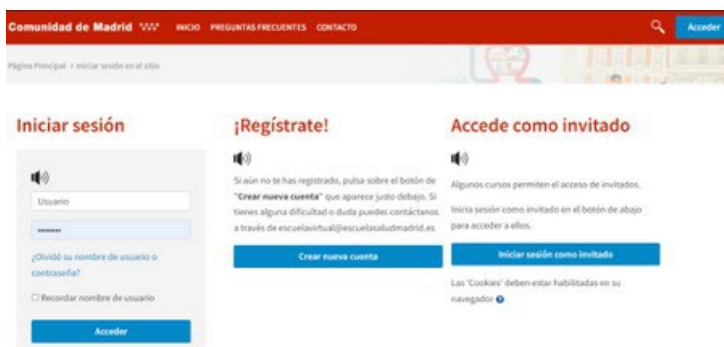 Comunidad de Madrid INICIO PREGUNTAS FRECUENTES CONTACTO Acceder
Página Principal > Iniciar sesión en el sitio
Iniciar sesión
Usuario
¿Olvidó su nombre de usuario o
contraseña?
Recordar nombre de usuario
Acceder
¡Regístrate!
Si aún no te has registrado, pulsa sobre el botón de
"Crear nueva cuenta" que aparece justo debajo. Si
tienes alguna dificultad o duda puedes contáctanos
a través de escuelavirtual@escuelasaludmadrid.es
Crear nueva cuenta
Accede como invitado
Algunos cursos permiten el acceso de invitados.
Inicia sesión como invitado en el botón de abajo
para acceder a ellos.
Iniciar sesión como invitado
Las 'Cookies' deben estar habilitadas en su
navegador